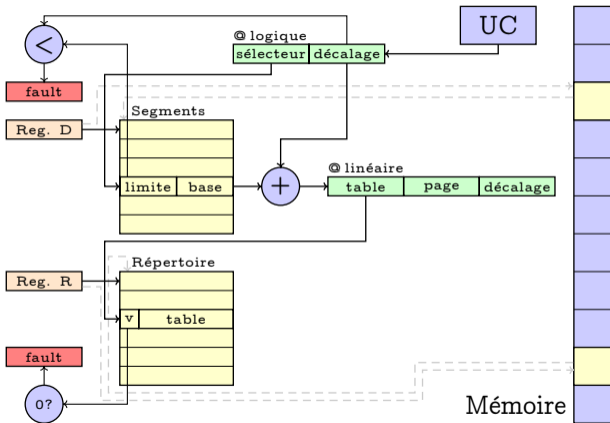 UC
@ logique
sélecteur décalage
<
fault
Reg. D
Segments
limite base
+
@ linéaire
table page décalage
Répertoire
Reg. R
v table
fault
0?
Mémoire